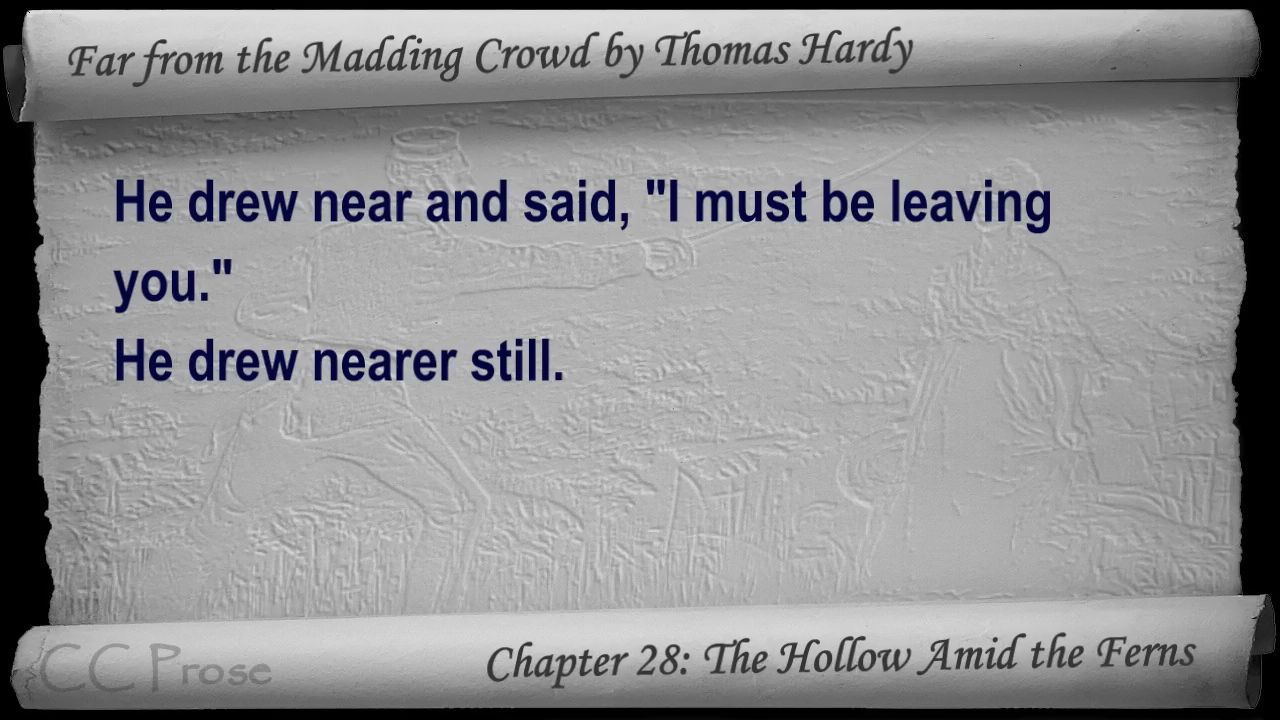 Far from the Madding Crowd by Thomas Hardy
He drew near and said, "I must be leaving
you."
He drew nearer still.
CC Prose
Chapter 28: The Hollow Amid the Ferns